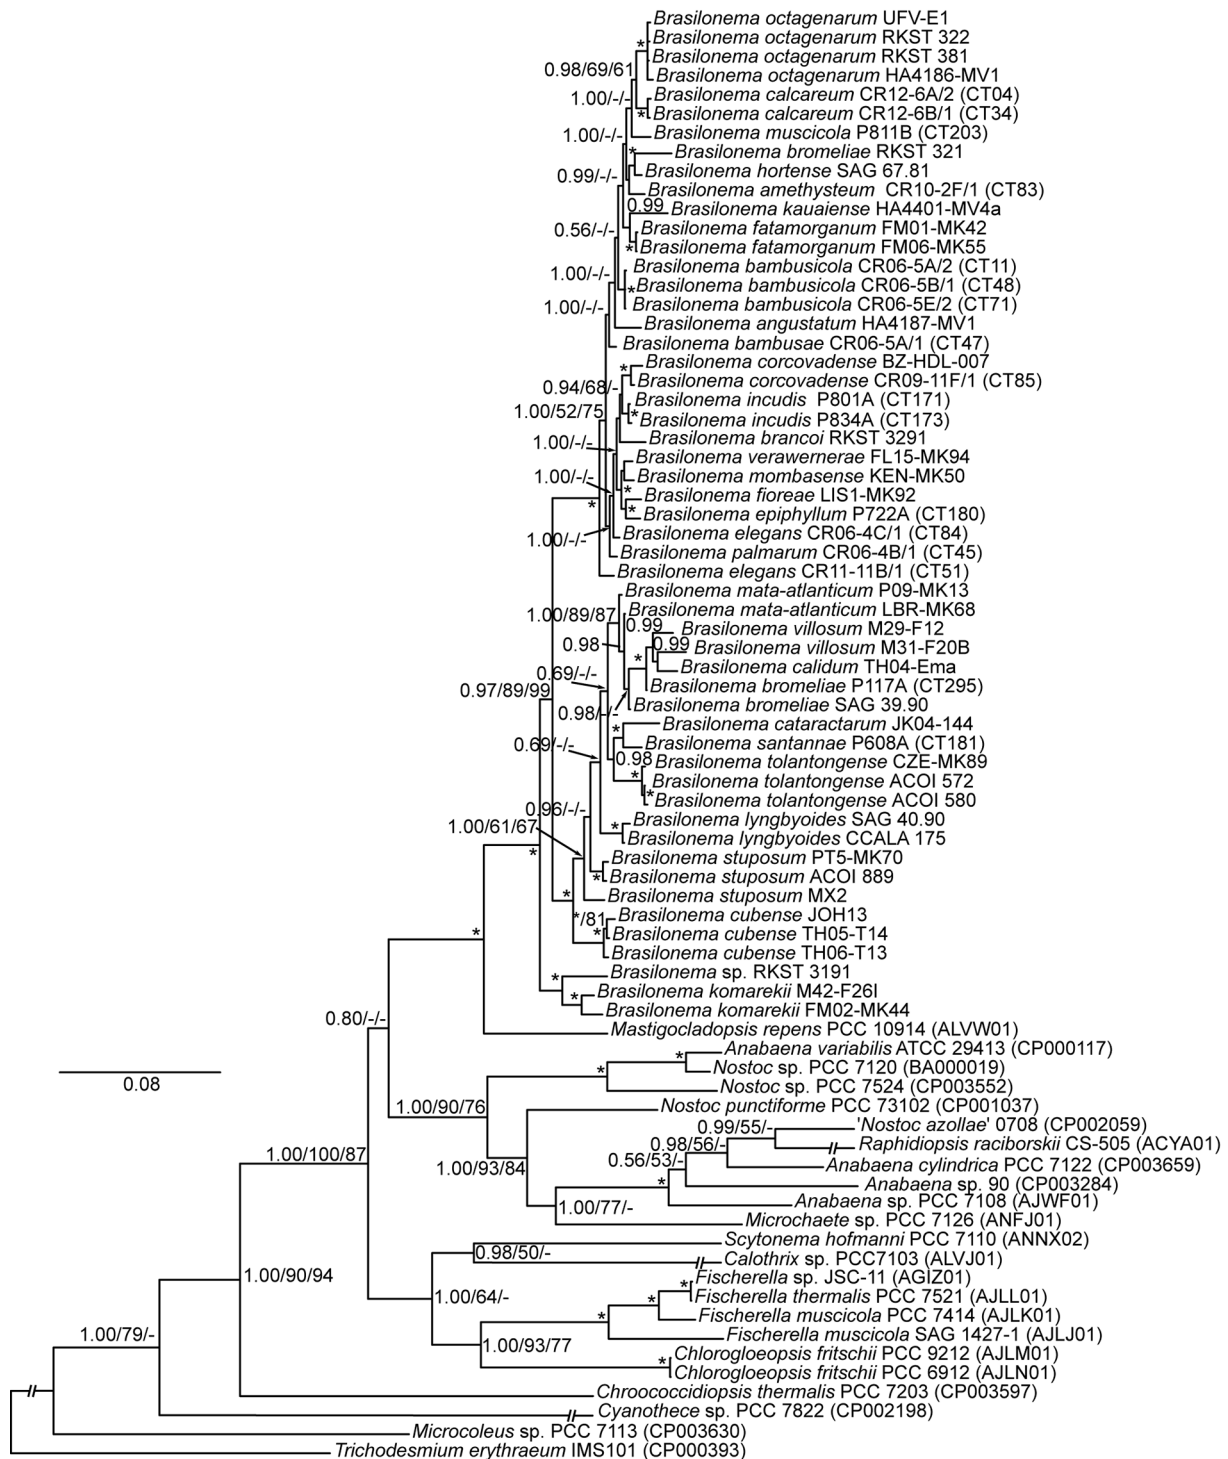 Brasilonema octagenarum UFV-E1
Brasilonema octagenarum RKST 322
*
Brasilonema octagenarum RKST 381
0.98/69/61
Brasilonema octagenarum HA4186-MV1
1.00/-/-
Brasilonema calcareum CR12-6A/2 (CT04)
*
Brasilonema calcareum CR12-6B/1 (CT34)
1.00/-/-
Brasilonema muscicola P811B (CT203)
*
Brasilonema bromeliae RKST 321
0.99/-/-
Brasilonema hortense SAG 67.81
Brasilonema amethysteum CR10-2F/1 (CT83)
0.99
Brasilonema kauaiense HA4401-MV4a
0.56/-/-
Brasilonema fatamorganum FM01-MK42
*
Brasilonema fatamorganum FM06-MK55
1.00/-/-
Brasilonema bambusicola CR06-5A/2 (CT11)
*
Brasilonema bambusicola CR06-5B/1 (CT48)
1.00/-/-
Brasilonema bambusicola CR06-5E/2 (CT71)
Brasilonema angustatum HA4187-MV1
Brasilonema bambusae CR06-5A/1 (CT47)
*
Brasilonema corcovadense BZ-HDL-007
0.94/68/-
Brasilonema corcovadense CR09-11F/1 (CT85)
Brasilonema incudis P801A (CT171)
1.00/52/75
*
Brasilonema incudis P834A (CT173)
1.00/-/-
Brasilonema brancoi RKST 3291
Brasilonema verawernerae FL15-MK94
1.00/-/-
Brasilonema mombasense KEN-MK50
*
Brasilonema fioreae LIS1-MK92
*
*
Brasilonema epiphyllum P722A (CT180)
1.00/-/-
Brasilonema elegans CR06-4C/1 (CT84)
Brasilonema palmarum CR06-4B/1 (CT45)
Brasilonema elegans CR11-11B/1 (CT51)
Brasilonema mata-atlanticum P09-MK13
1.00/89/87
Brasilonema mata-atlanticum LBR-MK68
0.99
Brasilonema villosum M29-F12
0.98
0.99
Brasilonema villosum M31-F20B
*
Brasilonema calidum TH04-Ema
0.69/-/-
Brasilonema bromeliae P117A (CT295)
0.97/89/99
0.98/-/-
Brasilonema bromeliae SAG 39.90
*
Brasilonema cataractarum JK04-144
0.69/-/-
Brasilonema santannae P608A (CT181)
0.98
Brasilonema tolantongense CZE-MK89
*
Brasilonema tolantongense ACOI 572
*
Brasilonema tolantongense ACOI 580
0.96/-/-
*
Brasilonema lyngbyoides SAG 40.90
1.00/61/67
Brasilonema lyngbyoides CCALA 175
*
Brasilonema stuposum PT5-MK70
*
Brasilonema stuposum ACOI 889
*
Brasilonema stuposum MX2
*/81
Brasilonema cubense JOH13
*
*
Brasilonema cubense TH05-T14
Brasilonema cubense TH06-T13
*
Brasilonema sp. RKST 3191
*
Brasilonema komarekii M42-F26I
Brasilonema komarekii FM02-MK44
0.80/-/-
Mastigocladopsis repens PCC 10914 (ALVW01)
*
Anabaena variabilis ATCC 29413 (CP000117)
*
Nostoc sp. PCC 7120 (BA000019)
0.08
Nostoc sp. PCC 7524 (CP003552)
1.00/90/76
Nostoc punctiforme PCC 73102 (CP001037)
0.99/55/-
'Nostoc azollae' 0708 (CP002059)
0.98/56/-
Raphidiopsis raciborskii CS-505 (ACYA01)
1.00/100/87
0.56/53/-
1.00/93/84
Anabaena cylindrica PCC 7122 (CP003659)
*
Anabaena sp. 90 (CP003284)
1.00/77/-
Anabaena sp. PCC 7108 (AJWF01)
Microchaete sp. PCC 7126 (ANFJ01)
Scytonema hofmanni PCC 7110 (ANNX02)
0.98/50/-
Calothrix sp. PCC7103 (ALVJ01)
1.00/90/94
*
Fischerella sp. JSC-11 (AGIZ01)
1.00/64/-
*
Fischerella thermalis PCC 7521 (AJLL01)
*
Fischerella muscicola PCC 7414 (AJLK01)
1.00/79/-
Fischerella muscicola SAG 1427-1 (AJLJ01)
1.00/93/77
*
Chlorogloeopsis fritschii PCC 9212 (AJLM01)
Chlorogloeopsis fritschii PCC 6912 (AJLN01)
Chroococcidiopsis thermalis PCC 7203 (CP003597)
Cyanothece sp. PCC 7822 (CP002198)
Microcoleus sp. PCC 7113 (CP003630)
Trichodesmium erythraeum IMS101 (CP000393)